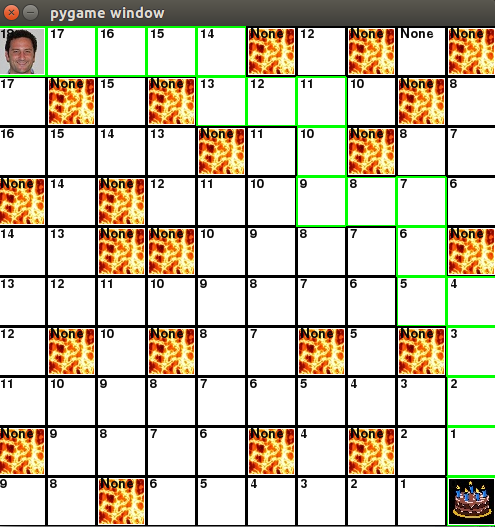 pygame window
18 17 16 15 14 None 12 None None None
17 None 15 None 13 12 11 10 None 8
16 15 14 13 None 11 10 None 8 7
None 14 None 12 11 10 9 8 7 6
14 13 None None 10 9 8 7 6 None
13 12 11 10 9 8 7 6 5 4
12 None 10 None 8 7 None 5 None 3
11 10 9 8 7 6 5 4 3 2
None 9 8 7 6 None 4 None 2 1
9 8 None 6 5 4 3 2 1